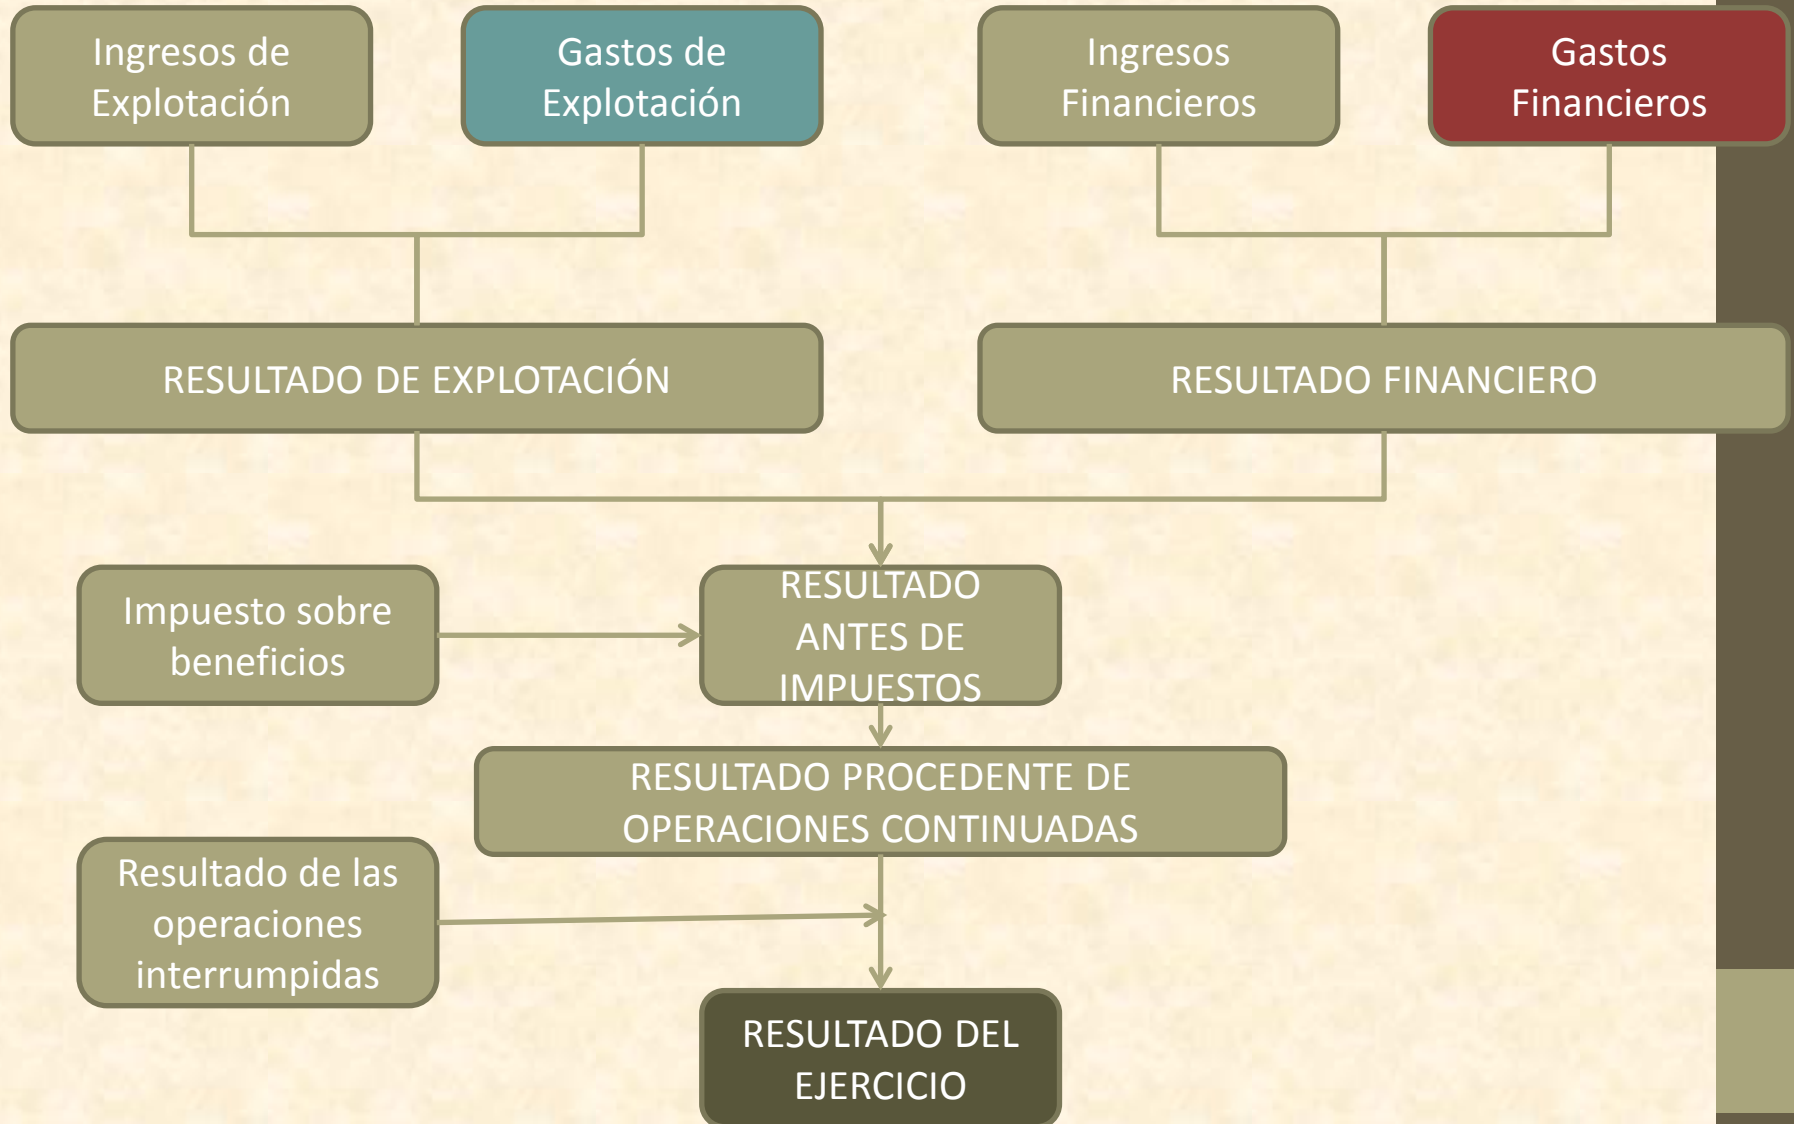 Ingresos de
Explotación
Gastos de
Explotación
Ingresos
Financieros
Gastos
Financieros
RESULTADO DE EXPLOTACIÓN
RESULTADO FINANCIERO
Impuesto sobre
beneficios
RESULTADO
ANTES DE
IMPUESTOS
RESULTADO PROCEDENTE DE
OPERACIONES CONTINUADAS
Resultado de las
operaciones
interrumpidas
RESULTADO DEL
EJERCICIO